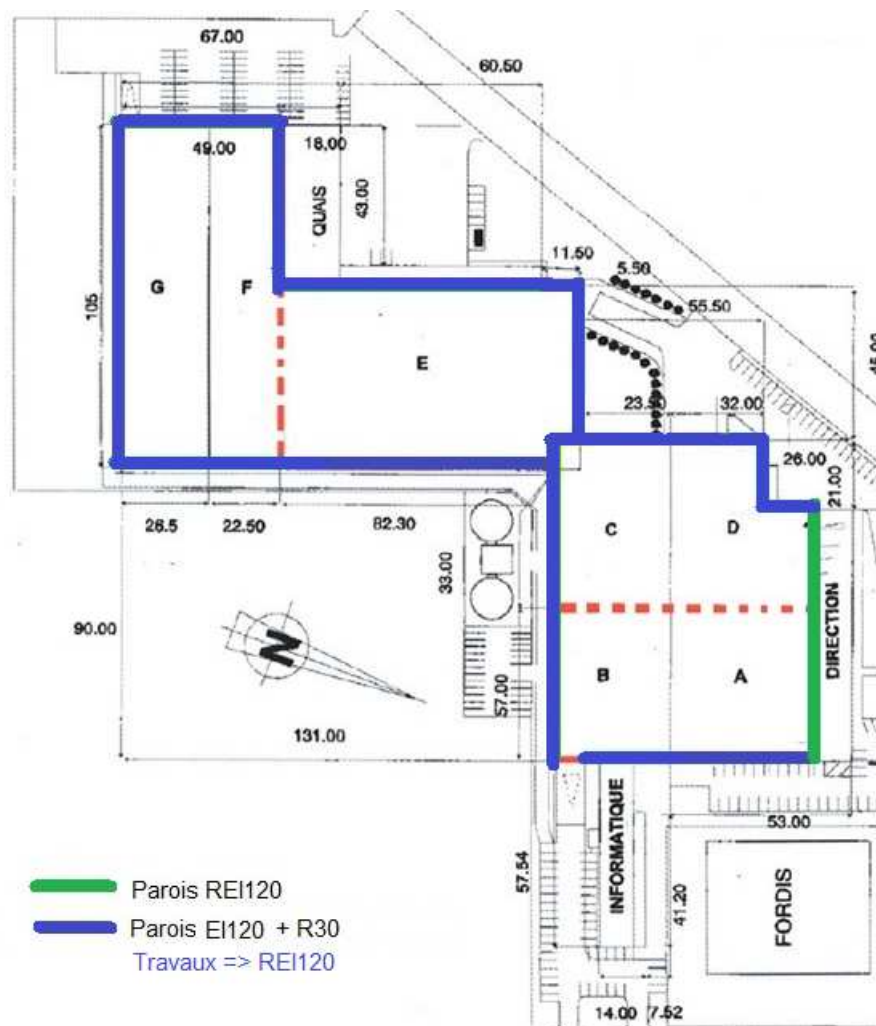 67.00
60.50
49.00
18.00
QUAIS
43.00
11.50
5.50
55.50
G
F
105
E
45.00
23.50
32.00
26.00
21.00
26.5
22.50
82.30
C
D
33.00
DIRECTION
90.00
N
B
A
57.00
131.00
INFORMATIQUE
53.00
57.54
41.20
FORDIS
14.00
7.52
Parois REI120
Parois EI120 + R30
Travaux => REI120